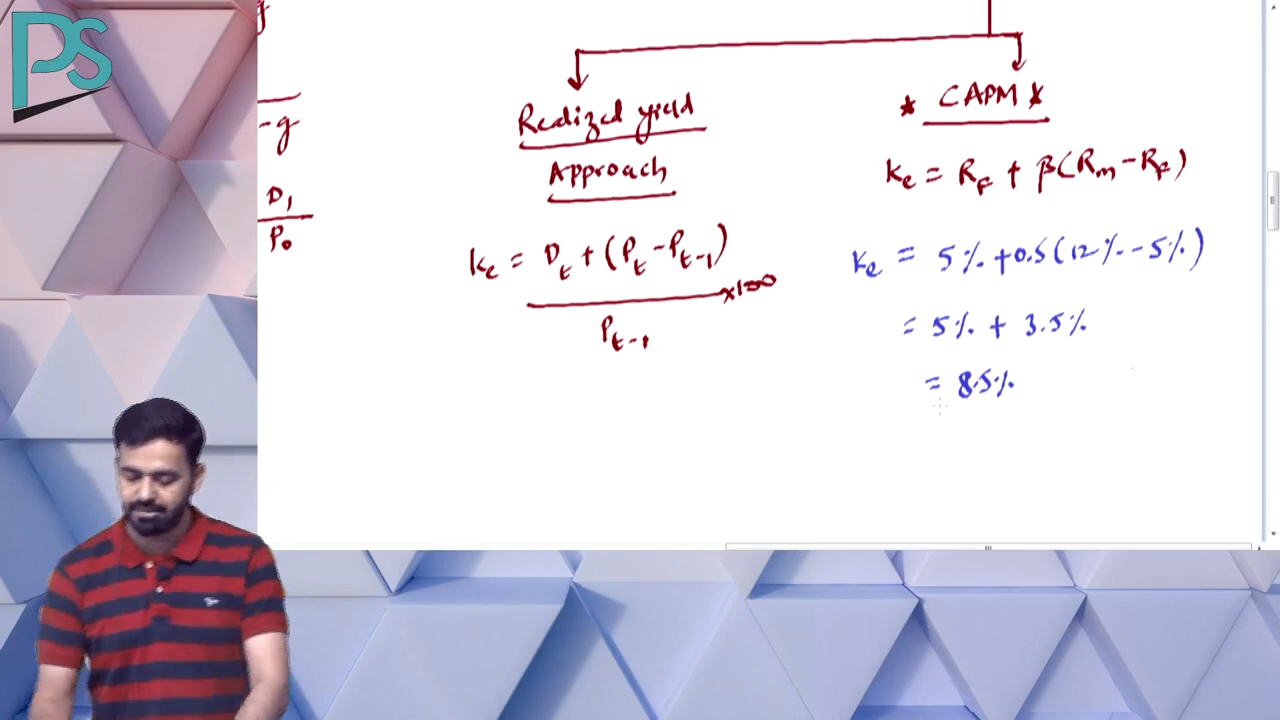 PS
-g
D₁
P₀
Realized yield
Approach
Ke = Dt + (Pt - Pt-1)
x100
Pt-1
* CAPM *
Ke = RF + β(Rm - RF)
Ke = 5% + 0.5(12% - 5%)
= 5% + 3.5%
= 8.5%